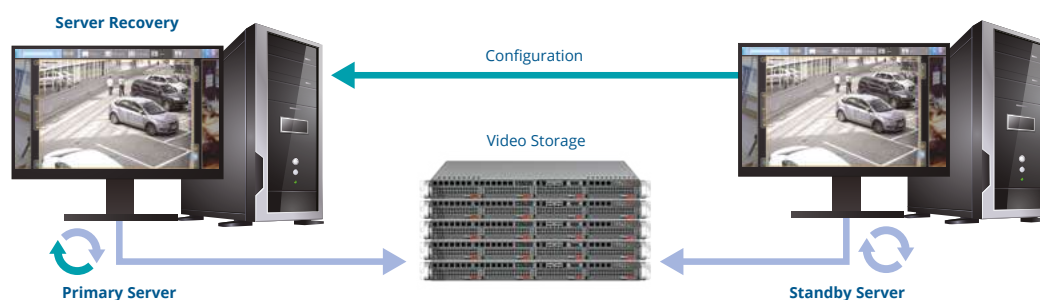 Server Recovery
Configuration
Video Storage
Primary Server
Standby Server